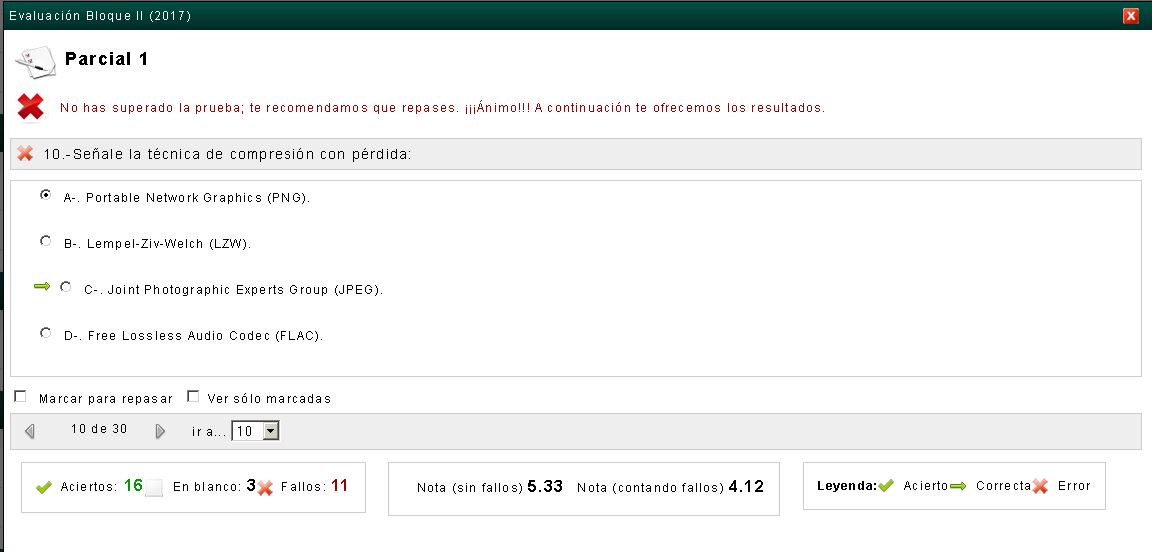 Evaluación Bloque II (2017)
Parcial 1
No has superado la prueba; te recomendamos que repases. ¡¡¡Ánimo!!! A continuación te ofrecemos los resultados.
10.-Señale la técnica de compresión con pérdida:
A-. Portable Network Graphics (PNG).
B-. Lempel-Ziv-Welch (LZW).
C-. Joint Photographic Experts Group (JPEG).
D-. Free Lossless Audio Codec (FLAC).
Marcar para repasar Ver sólo marcadas
10 de 30 ir a... 10
Aciertos: 16 En blanco: 3 Fallos: 11 Nota (sin fallos) 5.33 Nota (contando fallos) 4.12 Leyenda: Acierto Correcta Error